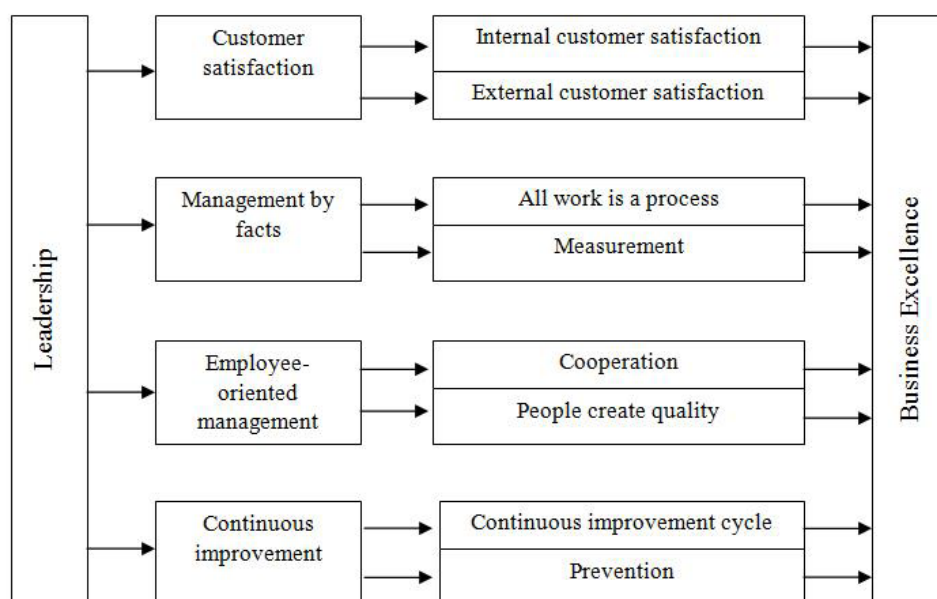 Leadership
Customer
satisfaction
Internal customer satisfaction
External customer satisfaction
Management by
facts
All work is a process
Measurement
Employee-
oriented
management
Cooperation
People create quality
Continuous
improvement
Continuous improvement cycle
Prevention
Business Excellence